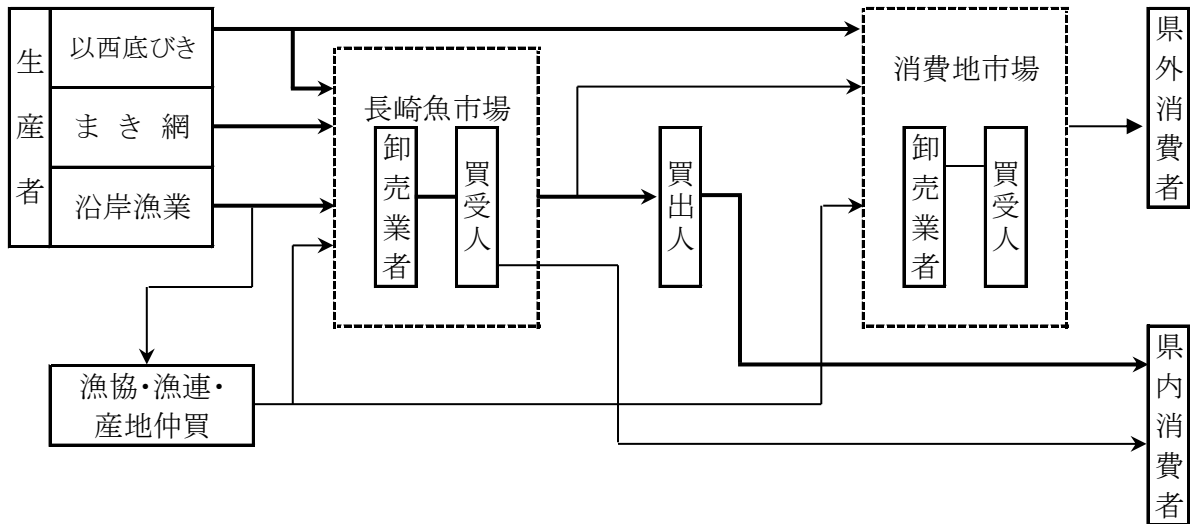 生産者
以西底びき
まき網
沿岸漁業
漁協・漁連・
産地仲買
長崎魚市場
卸売業者
買受人
買出人
消費地市場
卸売業者
買受人
県外消費者
県内消費者